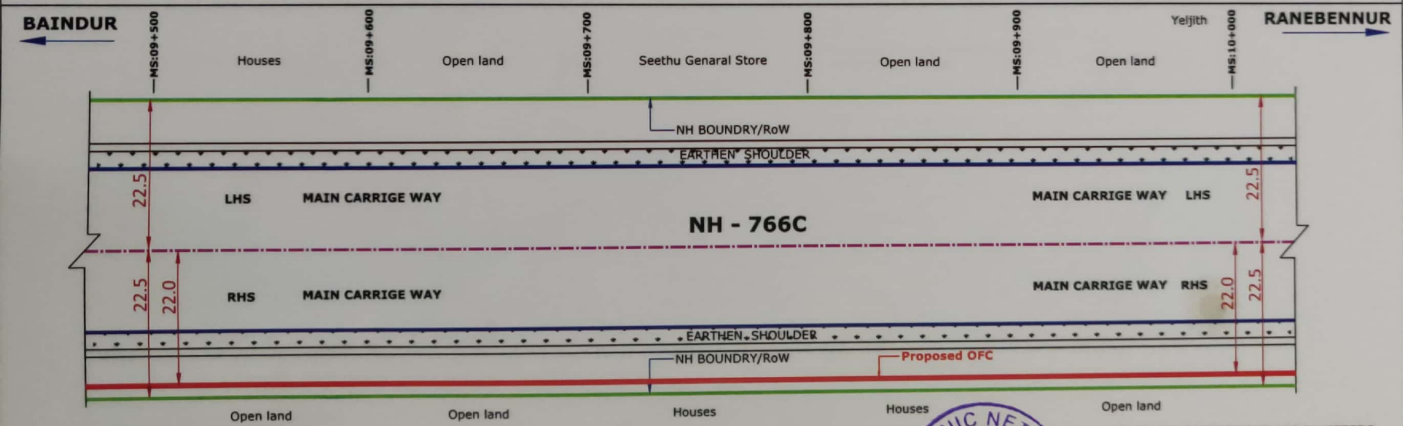 BAINDUR
MS:09+500
MS:09+600
MS:09+700
MS:09+800
MS:09+900
MS:10+000
Yeljith
RANEBENNUR
Houses
Open land
Seethu Genaral Store
Open land
Open land
NH BOUNDRY/RoW
EARTHEN SHOULDER
22.5
LHS
MAIN CARRIGE WAY
MAIN CARRIGE WAY
LHS
22.5
NH - 766C
22.5
22.0
RHS
MAIN CARRIGE WAY
MAIN CARRIGE WAY
RHS
22.0
22.5
EARTHEN SHOULDER
NH BOUNDRY/RoW
Proposed OFC
Open land
Open land
Houses
Houses
Open land